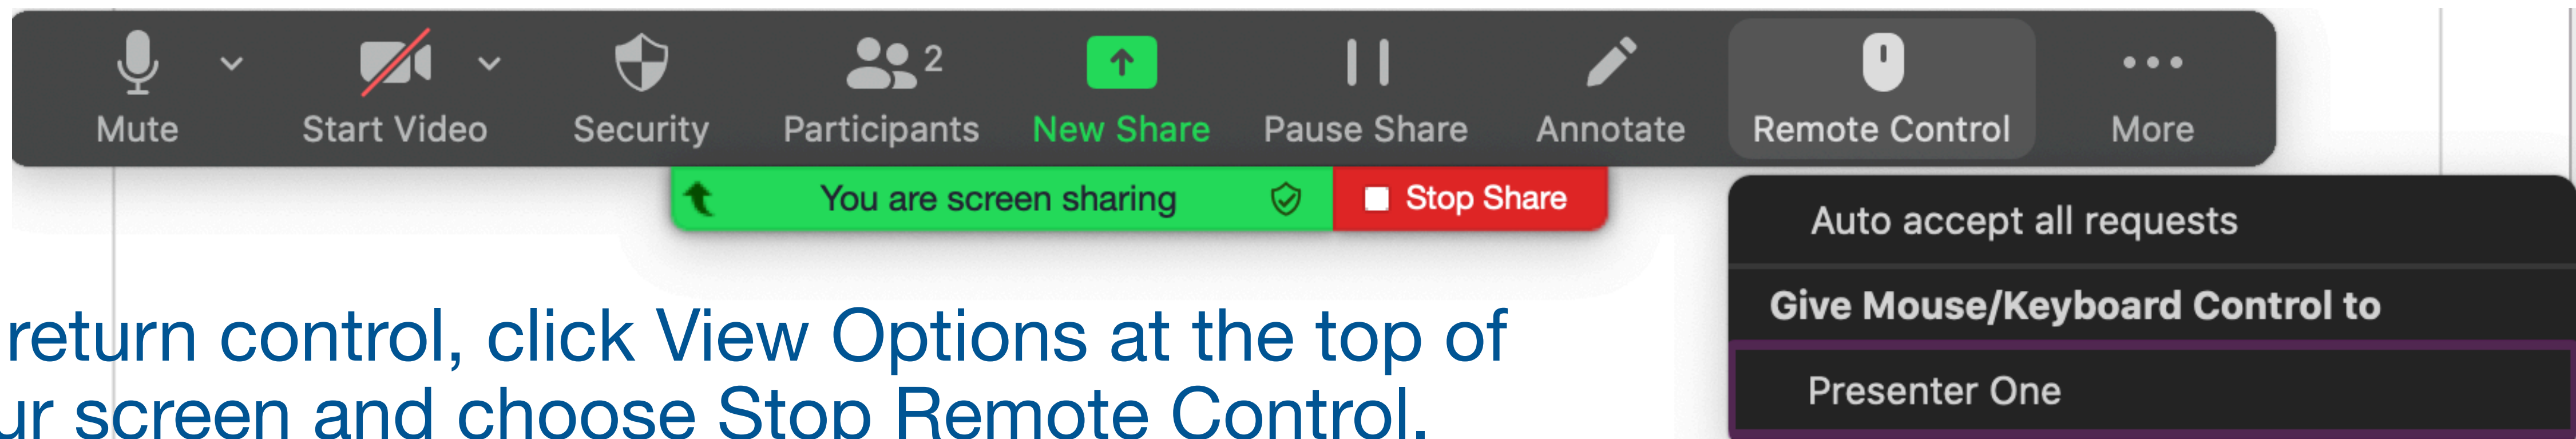 2
Mute
Start Video
Security
Participants
New Share
Pause Share
Annotate
Remote Control
More
You are screen sharing
Stop Share
Auto accept all requests
Give Mouse/Keyboard Control to
Presenter One
return control, click View Options at the top of
ur screen and choose Stop Remote Control.